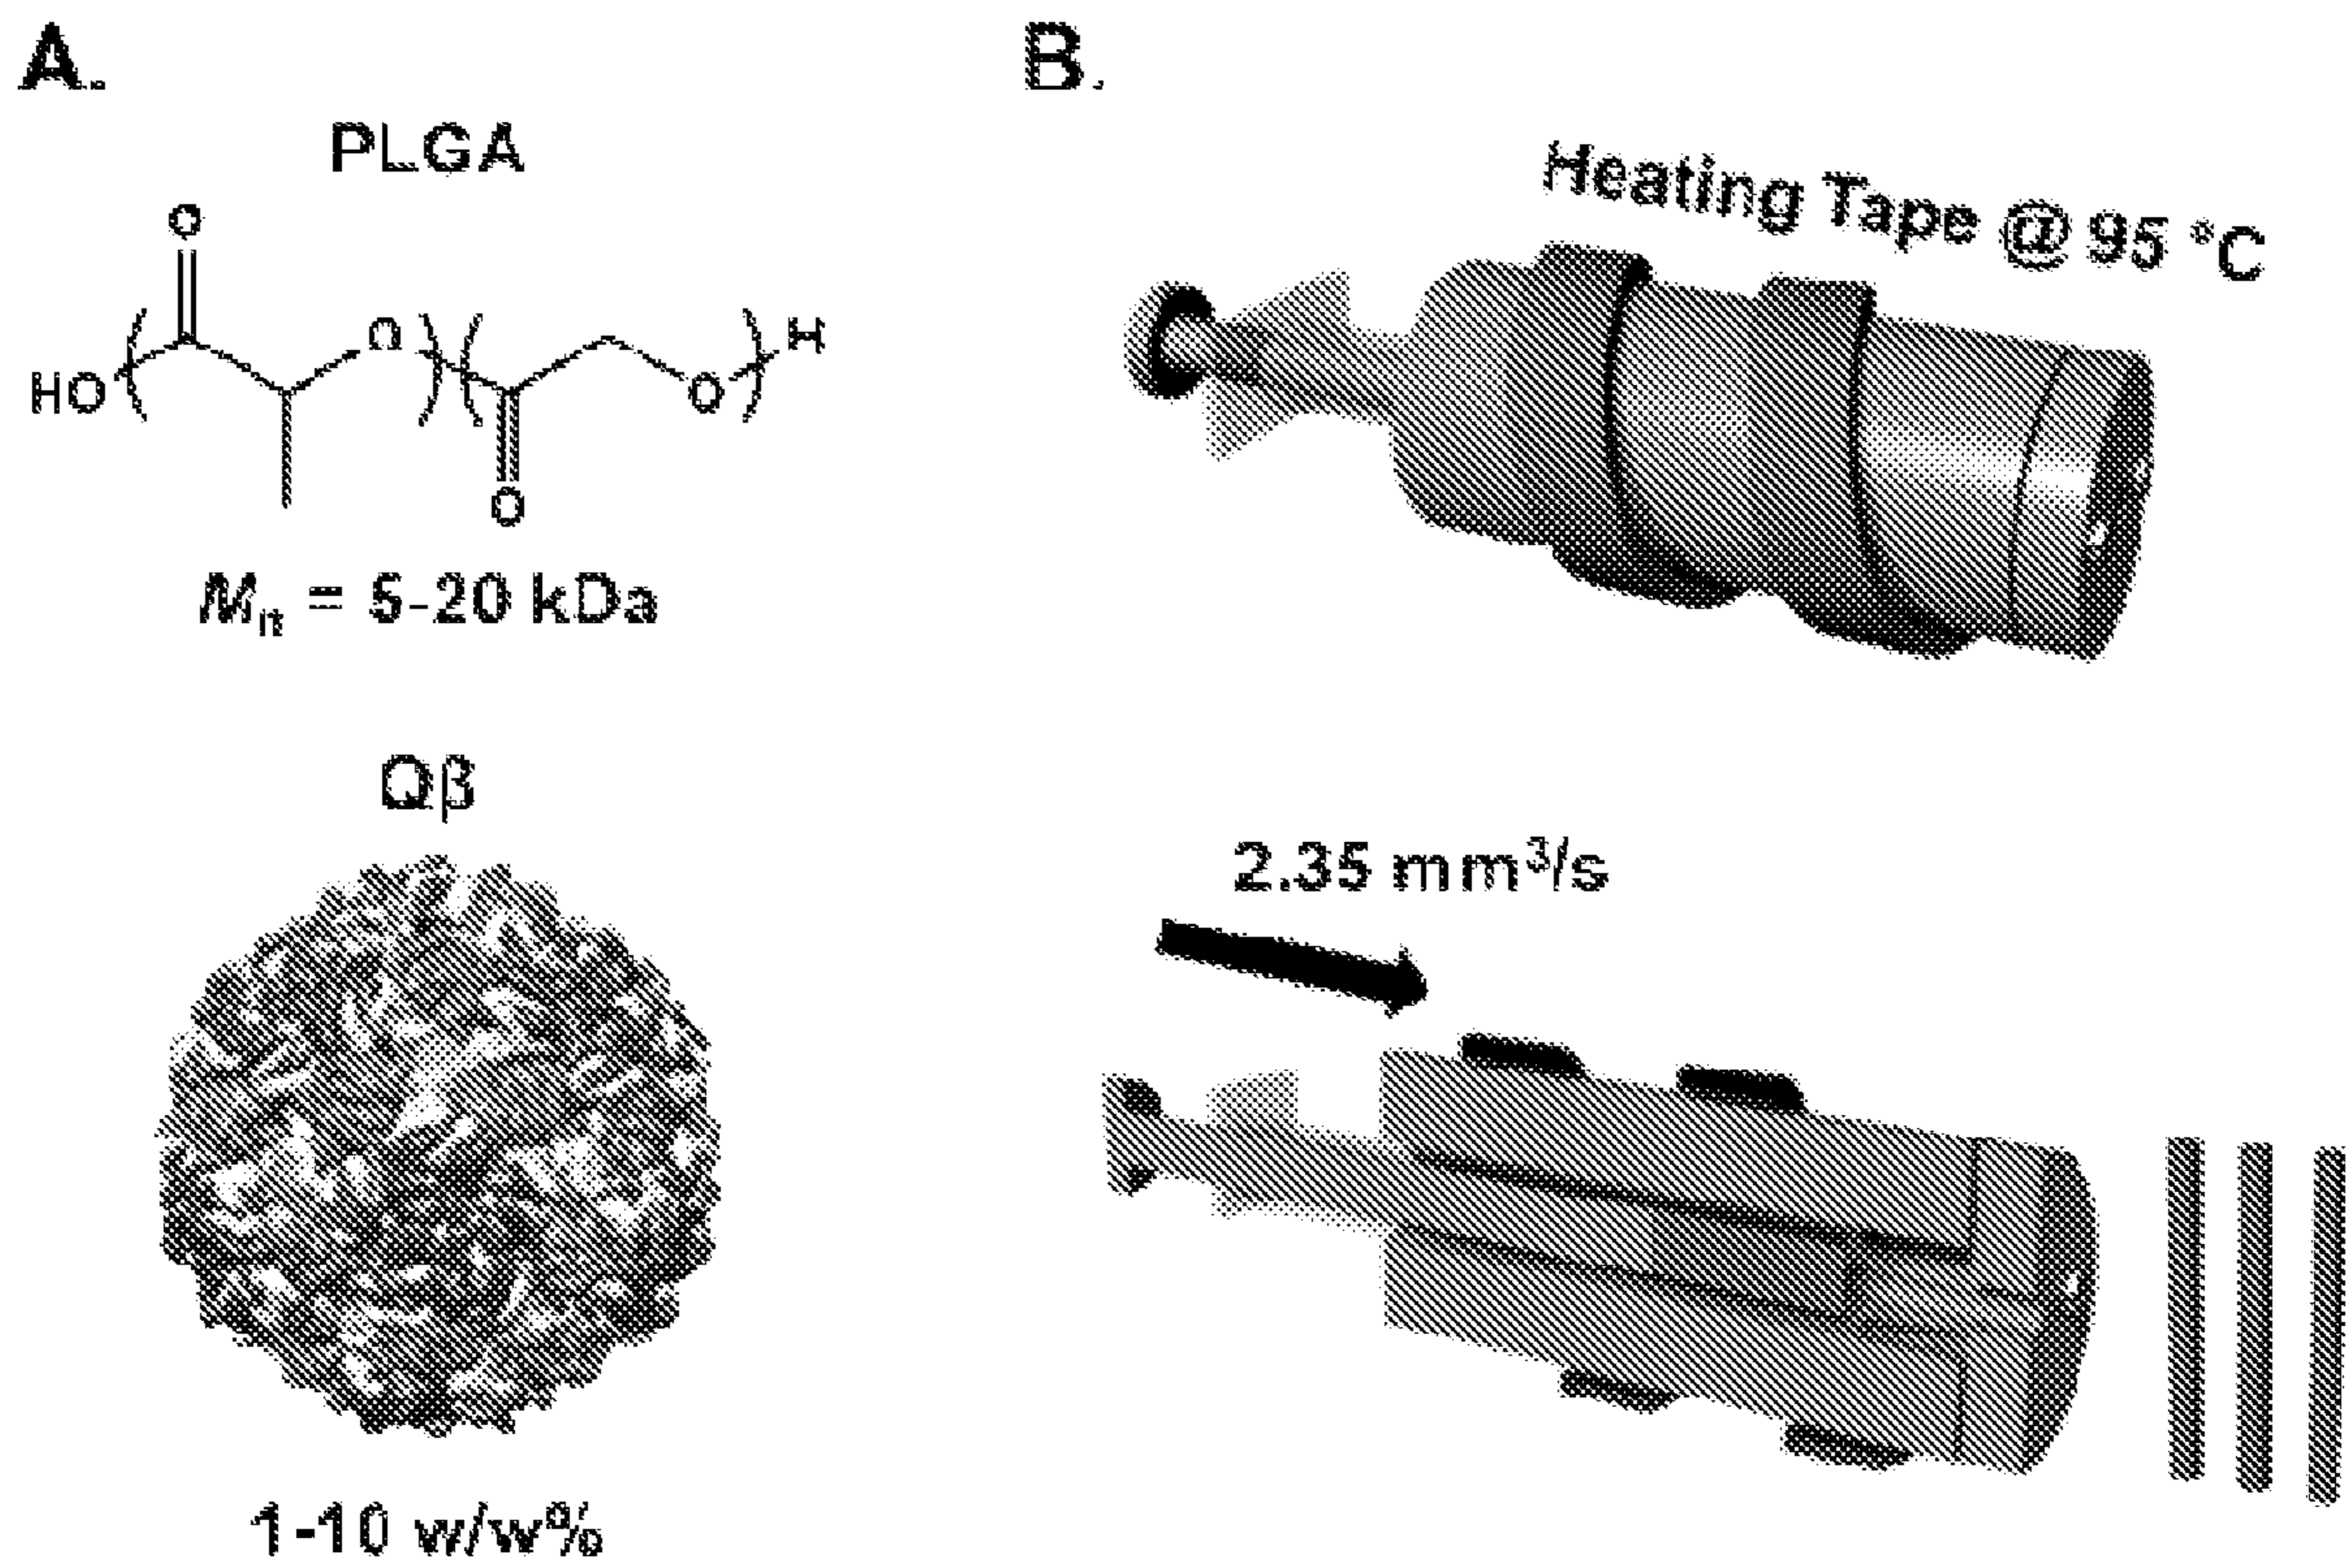 A.
PLGA
O
O
H
HO
O
O
Mn = 5-20 kDa
Qβ
1-10 w/w%
B.
Heating Tape @ 95 °C
2.35 mm³/s